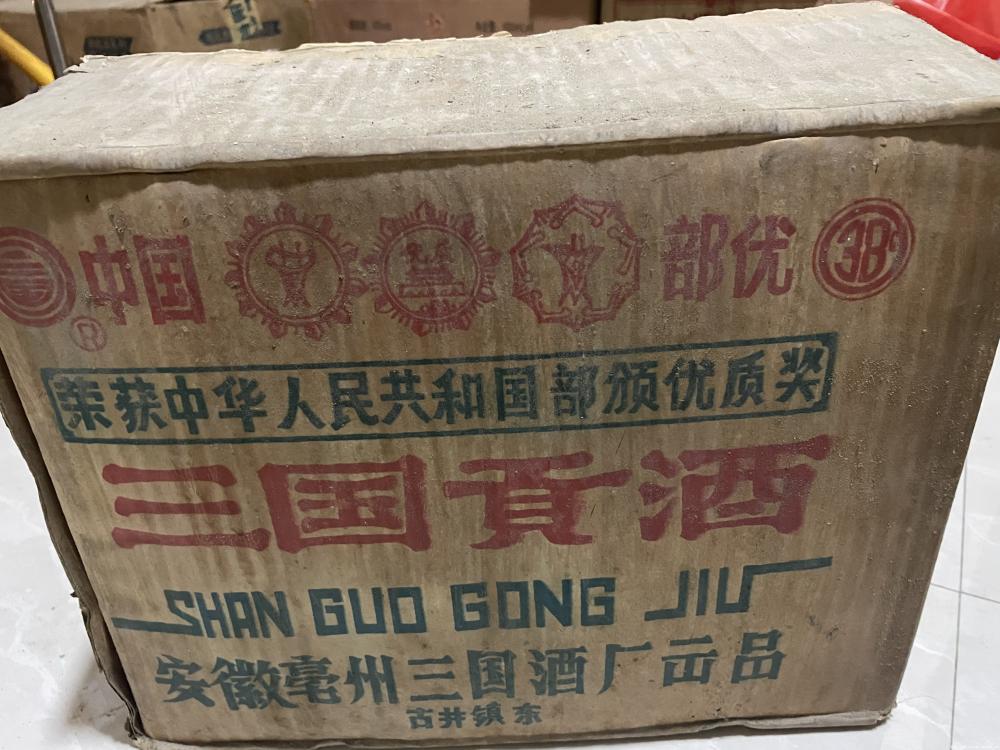 中国 部优 38°
R
荣获中华人民共和国部颁优质奖
三国贡酒
SHAN GUO GONG JIU
安徽亳州三国酒厂出品
古井镇东